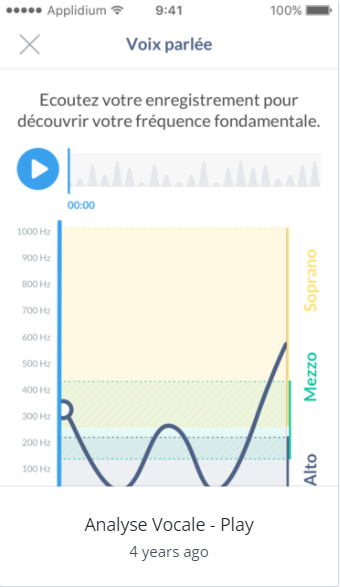 Applidium 9:41 100%
Voix parlée
Ecoutez votre enregistrement pour
découvrir votre fréquence fondamentale.
00:00
1000 Hz
900 Hz
800 Hz
700 Hz
600 Hz
500 Hz
400 Hz
300 Hz
200 Hz
100 Hz
Soprano
Mezzo
Alto
Analyse Vocale - Play
4 years ago